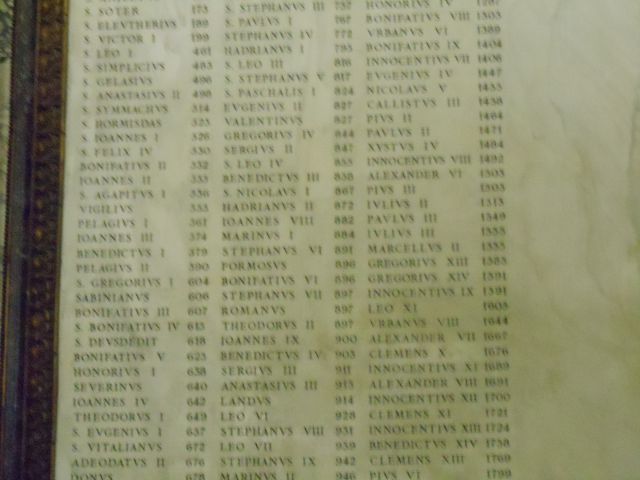 S. SOTER 175 S. STEPHANVS III 757 HONORIVS IV 1287
S. ELEVTHERIVS 189 S. PAVLVS I 767 BONIFATIVS VIII 1303
S. VICTOR I 199 STEPHANVS IV 772 VRBANVS VI 1389
S. LEO I 461 HADRIANVS I 795 BONIFATIVS IX 1404
S. SIMPLICIVS 483 S. LEO III 816 INNOCENTIVS VII 1406
S. GELASIVS 496 S. STEPHANVS V 817 EVGENIVS IV 1447
S. ANASTASIVS II 498 S. PASCHALIS I 824 NICOLAVS V 1455
S. SYMMACHVS 514 EVGENIVS II 827 CALLISTVS III 1458
S. HORMISDAS 523 VALENTINVS 827 PIVS II 1464
S. IOANNES I 526 GREGORIVS IV 844 PAVLVS II 1471
S. FELIX IV 530 SERGIVS II 847 XYSTVS IV 1484
BONIFATIVS II 532 S. LEO IV 855 INNOCENTIVS VIII 1492
IOANNES II 535 BENEDICTVS III 858 ALEXANDER VI 1503
S. AGAPITVS I 536 S. NICOLAVS I 867 PIVS III 1503
VIGILIVS 555 HADRIANVS II 872 IVLIVS II 1513
PELAGIVS I 561 IOANNES VIII 882 PAVLVS III 1549
IOANNES III 574 MARINVS I 884 IVLIVS III 1555
BENEDICTVS I 579 STEPHANVS VI 891 MARCELLVS II 1555
PELAGIVS II 590 FORMOSVS 896 GREGORIVS XIII 1585
S. GREGORIVS I 604 BONIFATIVS VI 896 GREGORIVS XIV 1591
SABINIANVS 606 STEPHANVS VII 897 INNOCENTIVS IX 1591
BONIFATIVS III 607 ROMANVS 897 LEO XI 1605
S. BONIFATIVS IV 615 THEODORVS II 897 VRBANVS VIII 1644
S. DEVSDEDIT 618 IOANNES IX 900 ALEXANDER VII 1667
BONIFATIVS V 625 BENEDICTVS IV 903 CLEMENS X 1676
HONORIVS I 638 SERGIVS III 911 INNOCENTIVS XI 1689
SEVERINVS 640 ANASTASIVS III 913 ALEXANDER VIII 1691
IOANNES IV 642 LANDVS 914 INNOCENTIVS XII 1700
THEODORVS I 649 LEO VI 928 CLEMENS XI 1721
S. EVGENIVS I 657 STEPHANVS VIII 931 INNOCENTIVS XIII 1724
S. VITALIANVS 672 LEO VII 939 BENEDICTVS XIV 1758
ADEODATVS II 676 STEPHANVS IX 942 CLEMENS XIII 1769
DONVS 678 MARINVS II 946 PIVS VI 1799